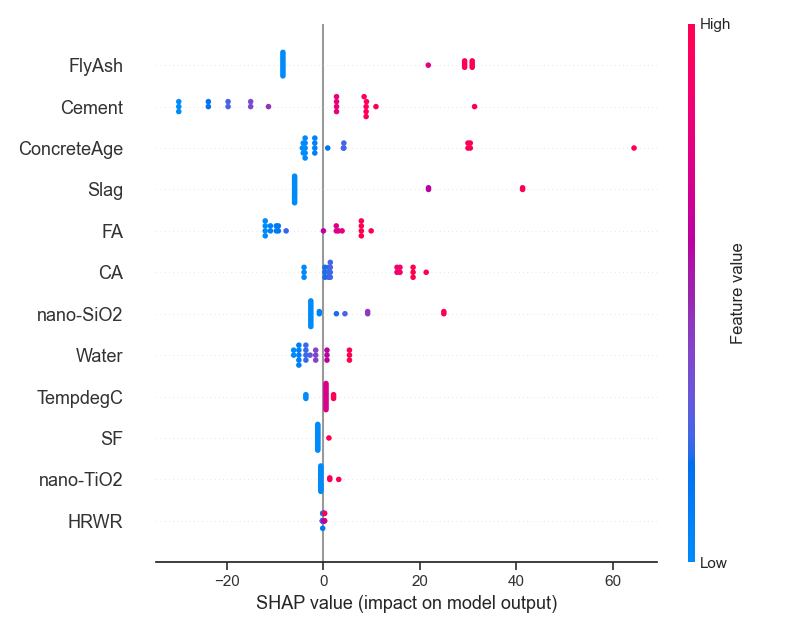 High
FlyAsh
Cement
ConcreteAge
Slag
FA
CA
nano-SiO2
Water
TempdegC
SF
nano-TiO2
HRWR
Feature value
Low
−20 0 20 40 60
SHAP value (impact on model output)